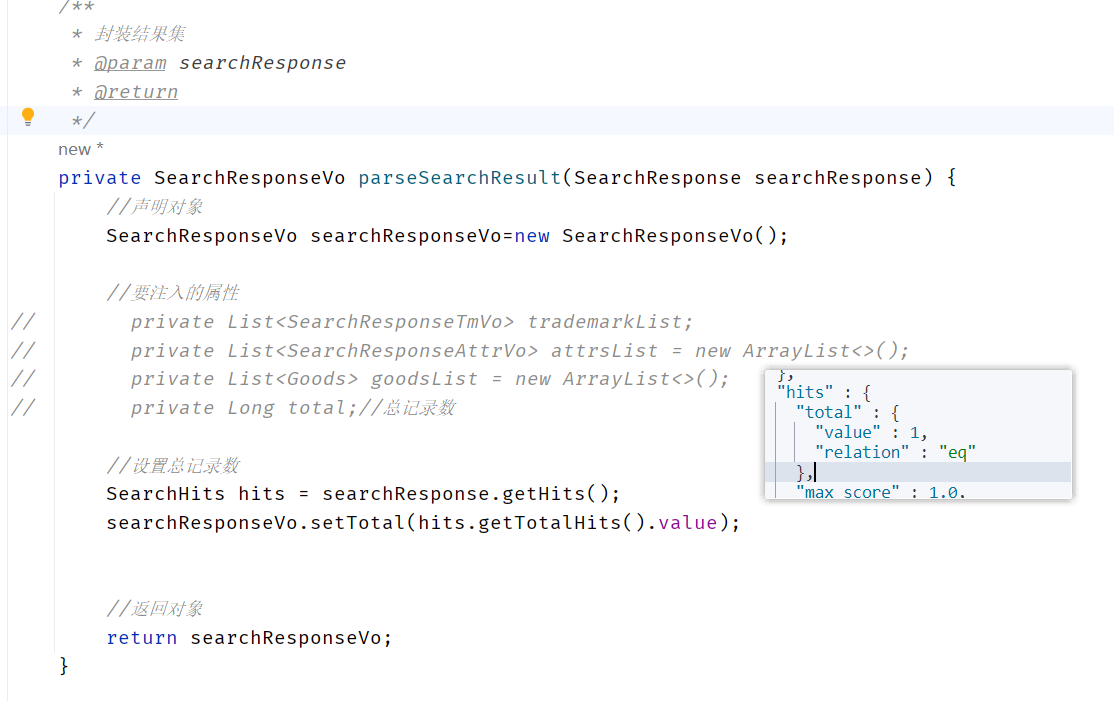 /**
* 封装结果集
* @param searchResponse
* @return
*/
new *
private SearchResponseVo parseSearchResult(SearchResponse searchResponse) {
//声明对象
SearchResponseVo searchResponseVo=new SearchResponseVo();
//要注入的属性
// private List<SearchResponseTmVo> trademarkList;
// private List<SearchResponseAttrVo> attrsList = new ArrayList<>();
// private List<Goods> goodsList = new ArrayList<>();
// private Long total;//总记录数
//设置总记录数
SearchHits hits = searchResponse.getHits();
searchResponseVo.setTotal(hits.getTotalHits().value);
//返回对象
return searchResponseVo;
}
},
"hits" : {
"total" : {
"value" : 1,
"relation" : "eq"
},
"max_score" : 1.0,